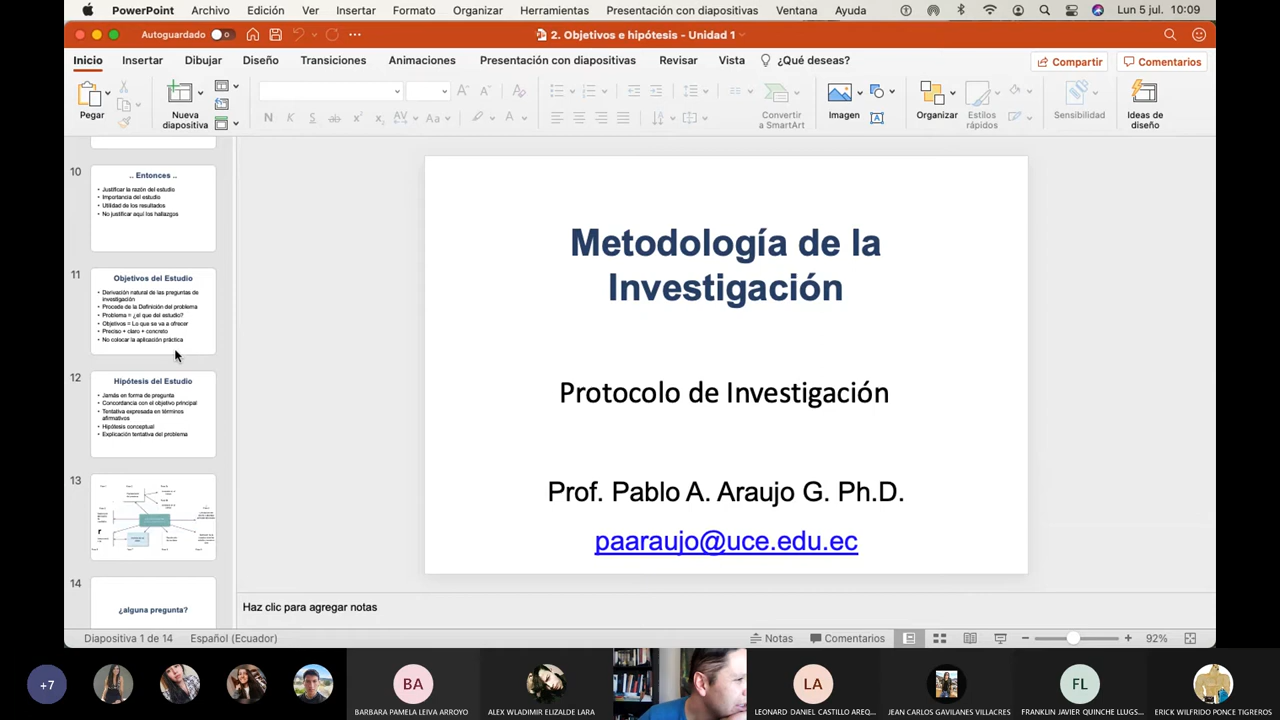 PowerPoint Archivo Edición Ver Insertar Formato Organizar Herramientas Presentación con diapositivas Ventana Ayuda Lun 5 jul. 10:09
Autoguardado 2. Objetivos e hipótesis - Unidad 1
Inicio Insertar Dibujar Diseño Transiciones Animaciones Presentación con diapositivas Revisar Vista ¿Qué deseas? Compartir Comentarios
Pegar
Nueva
diapositiva
N
Convertir
a SmartArt
Imagen
Organizar
Estilos
rápidos
Sensibilidad
Ideas de
diseño
10
.. Entonces ..
• Justificar la razón del estudio
• Importancia del estudio
• Utilidad de los resultados
• No justificar aquí los hallazgos
11
Objetivos del Estudio
• Derivación natural de las preguntas de
investigación
• Procede de la Definición del problema
• Problema = ¿el que del estudio?
• Objetivos = Lo que se va a ofrecer
• Preciso + claro + concreto
• No colocar la aplicación práctica
12
Hipótesis del Estudio
• Jamás en forma de pregunta
• Concordancia con el objetivo principal
• Tentativa expresada en términos
afirmativos
• Hipótesis conceptual
• Explicación tentativa del problema
13
14
¿alguna pregunta?
Metodología de la
Investigación
Protocolo de Investigación
Prof. Pablo A. Araujo G. Ph.D.
paaraujo@uce.edu.ec
Haz clic para agregar notas
Diapositiva 1 de 14 Español (Ecuador) Notas Comentarios 92%
+7
BA
LA
FL
BARBARA PAMELA LEIVA ARROYO
ALEX WLADIMIR ELIZALDE LARA
LEONARD DANIEL CASTILLO AREQ...
JEAN CARLOS GAVILANES VILLACRES
FRANKLIN JAVIER QUINCHE LLUGS...
ERICK WILFRIDO PONCE TIGREROS